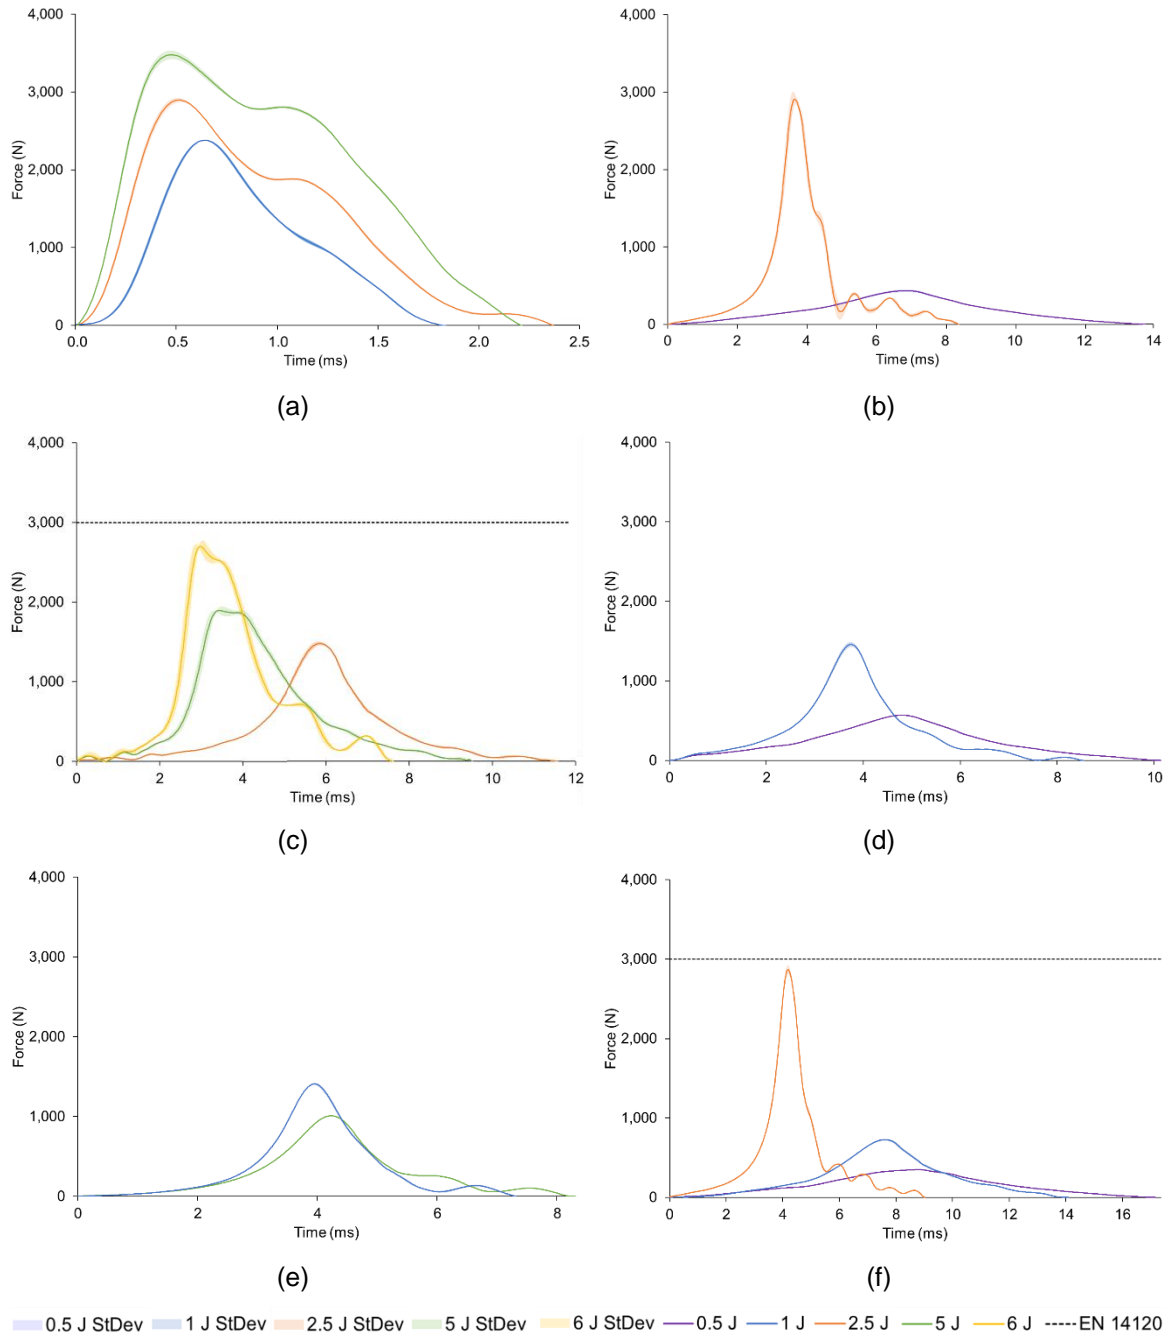 4,000
3,000
2,000
1,000
0
Force (N)
0.0 0.5 1.0 1.5 2.0 2.5
Time (ms)
(a)
4,000
3,000
2,000
1,000
0
Force (N)
0 2 4 6 8 10 12 14
Time (ms)
(b)
4,000
3,000
2,000
1,000
0
Force (N)
0 2 4 6 8 10 12
Time (ms)
(c)
4,000
3,000
2,000
1,000
0
Force (N)
0 2 4 6 8 10
Time (ms)
(d)
4,000
3,000
2,000
1,000
0
Force (N)
0 2 4 6 8
Time (ms)
(e)
4,000
3,000
2,000
1,000
0
Force (N)
0 2 4 6 8 10 12 14 16
Time (ms)
(f)
0.5 J StDev 1 J StDev 2.5 J StDev 5 J StDev 6 J StDev 0.5 J 1 J 2.5 J 5 J 6 J EN 14120